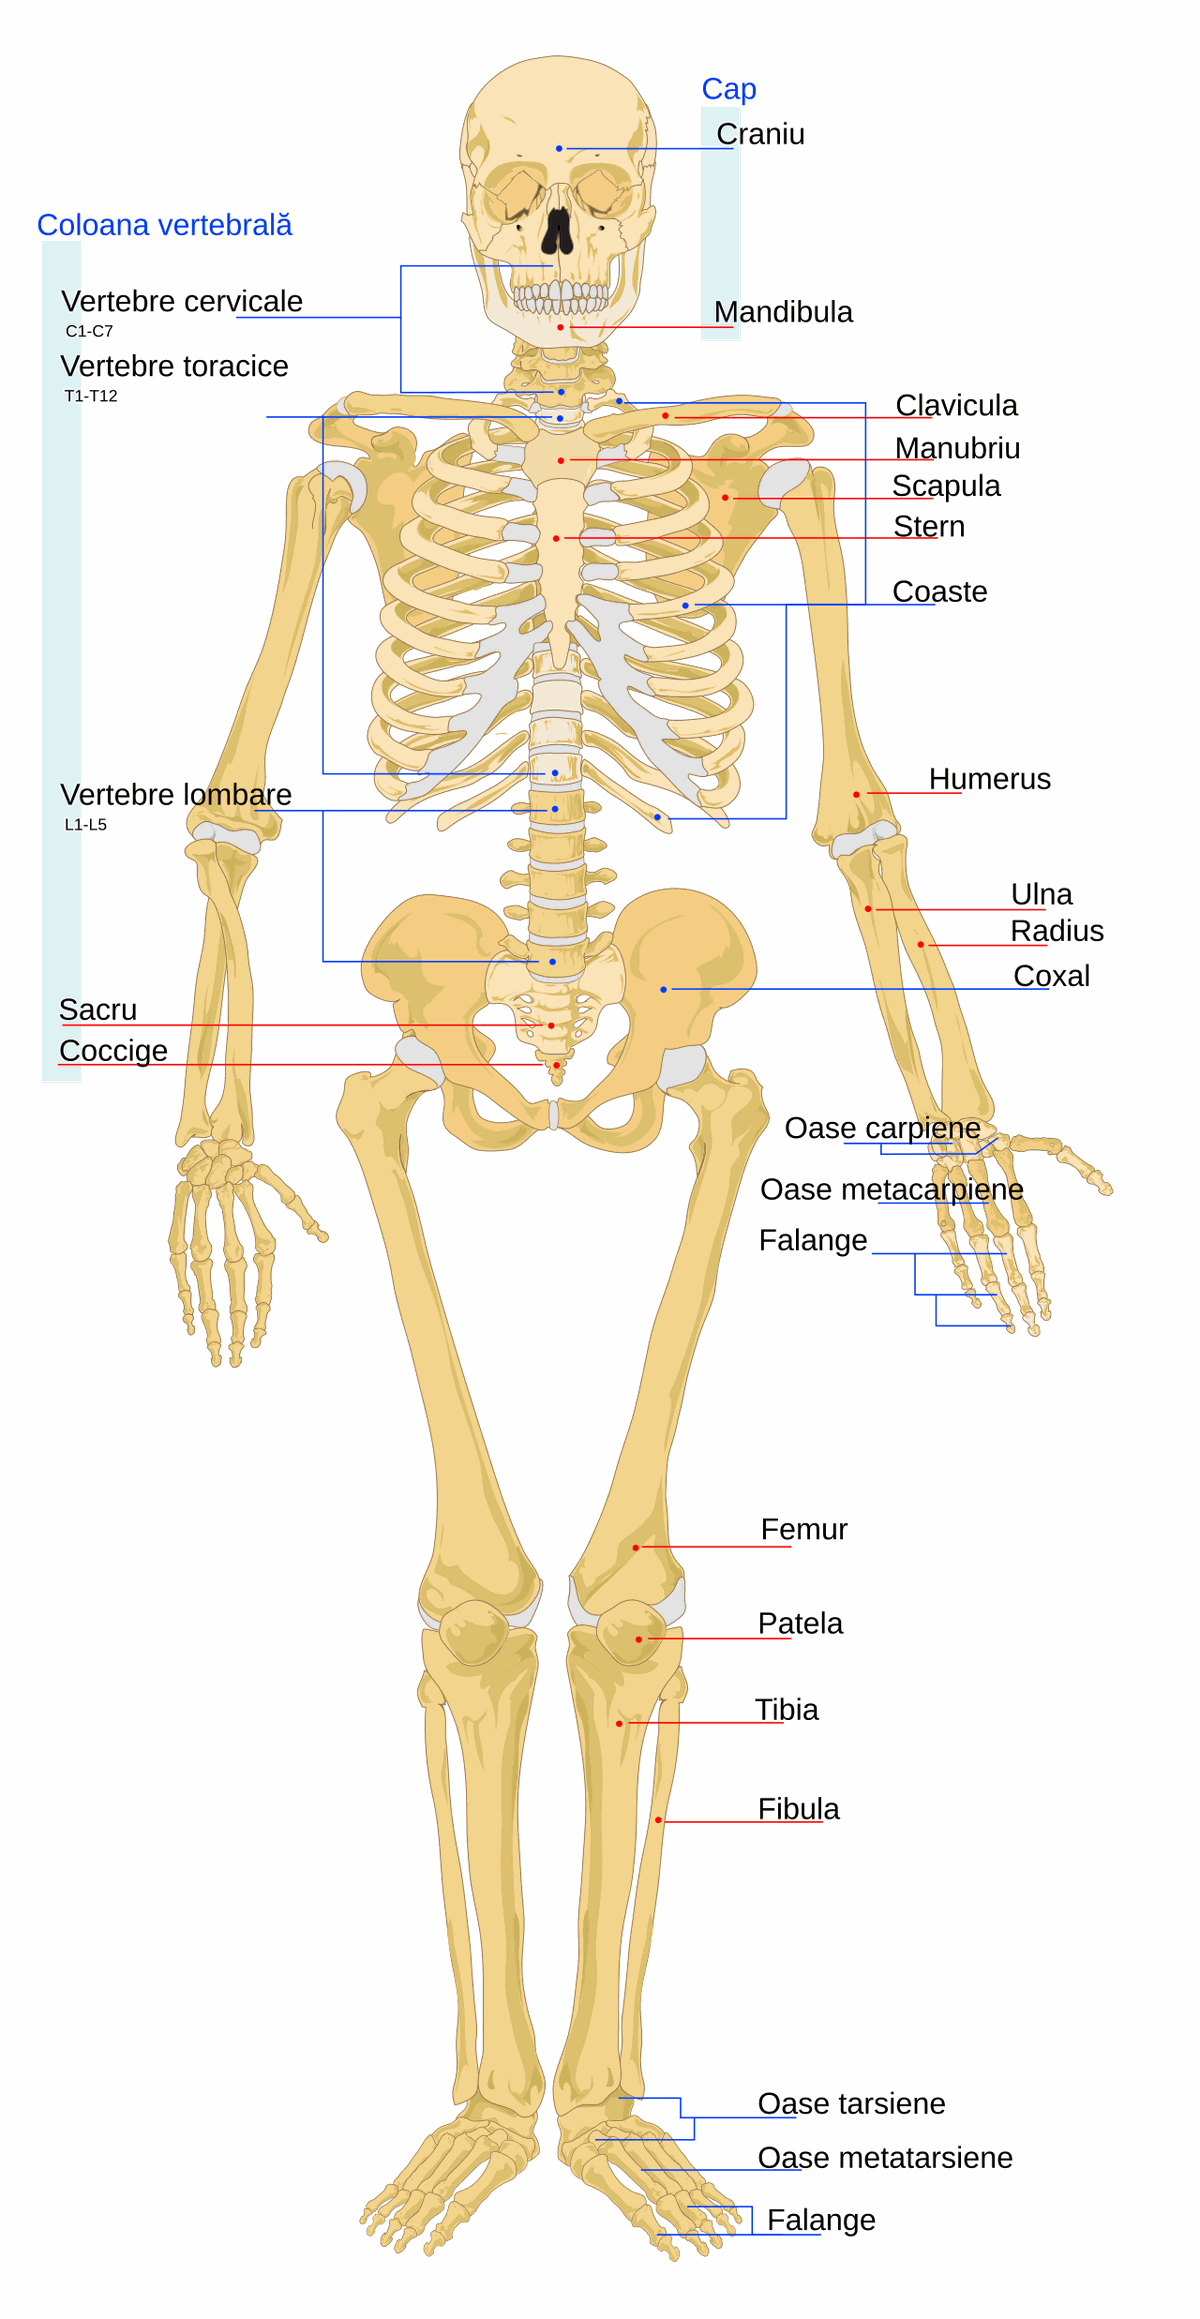 Cap
Craniu
Mandibula
Coloana vertebrală
Vertebre cervicale
C1-C7
Vertebre toracice
T1-T12
Vertebre lombare
L1-L5
Sacru
Coccige
Clavicula
Manubriu
Scapula
Stern
Coaste
Humerus
Ulna
Radius
Coxal
Oase carpiene
Oase metacarpiene
Falange
Femur
Patela
Tibia
Fibula
Oase tarsiene
Oase metatarsiene
Falange